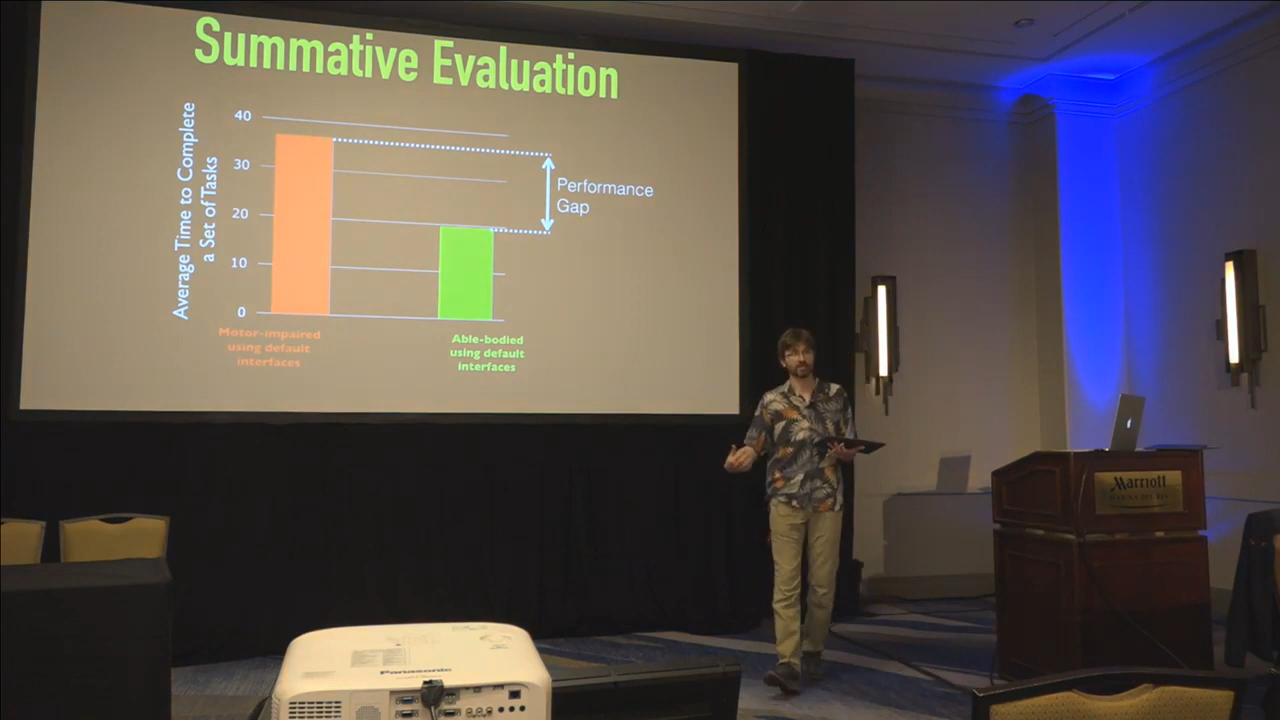 Summative Evaluation
Average Time to Complete
a Set of Tasks
40
30
20
10
0
Performance
Gap
Motor-impaired
using default
interfaces
Able-bodied
using default
interfaces
Marriott
Panasonic